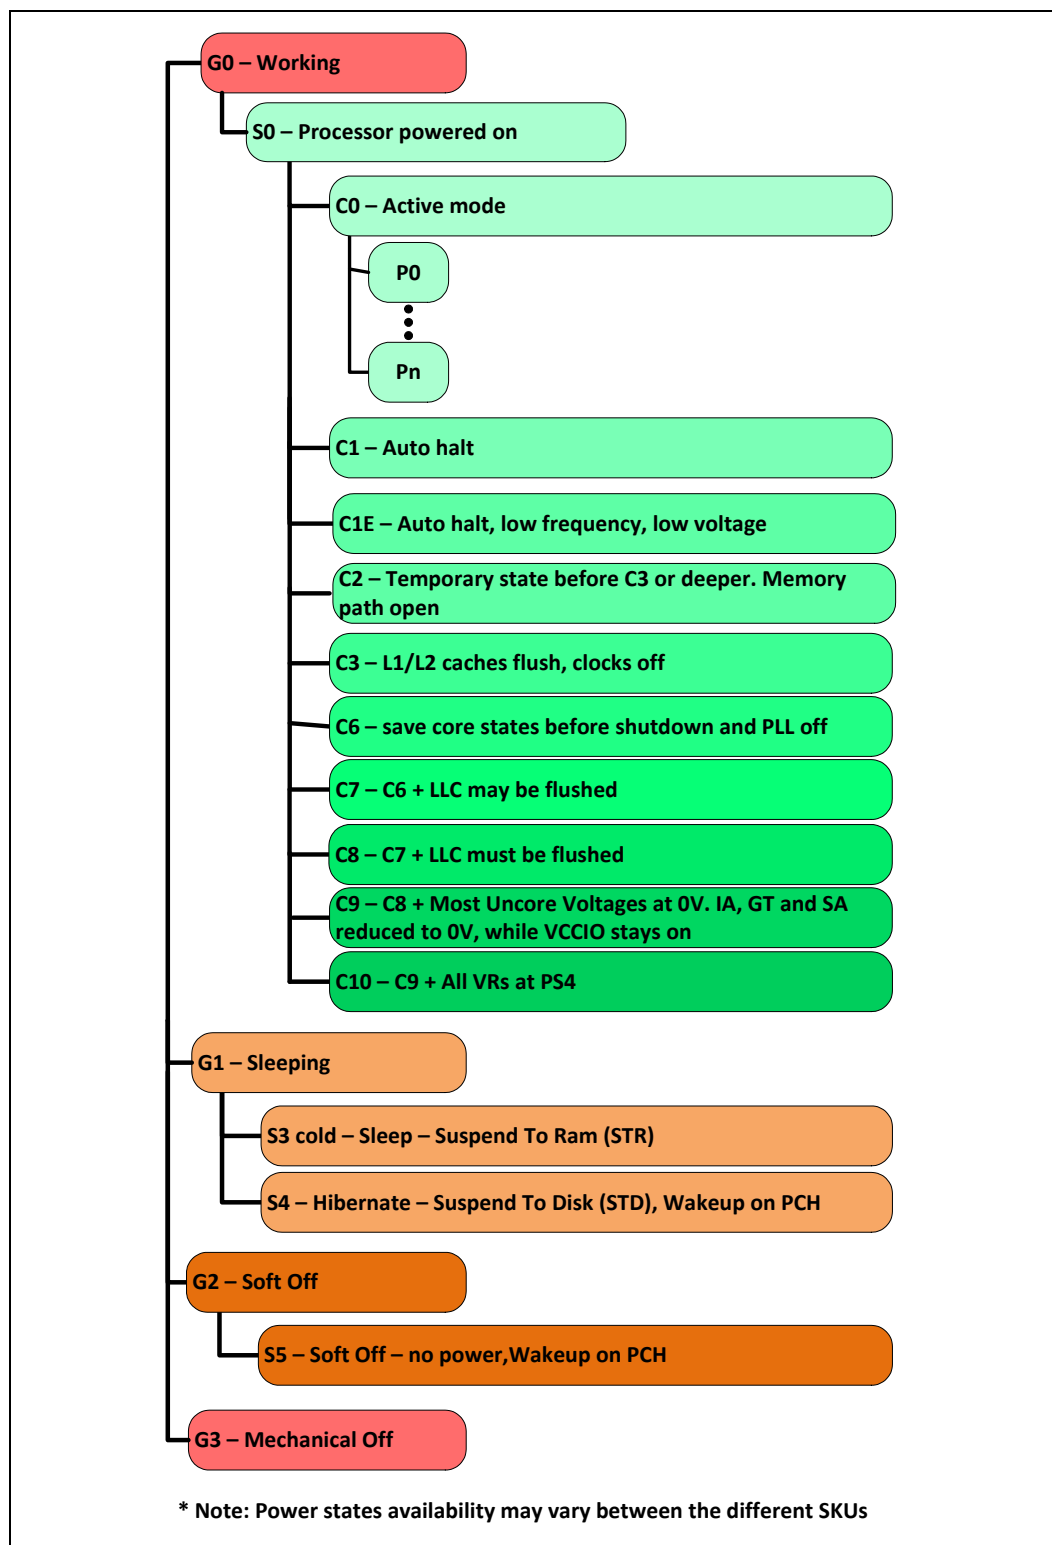 G0 – Working
S0 – Processor powered on
C0 – Active mode
P0
Pn
C1 – Auto halt
C1E – Auto halt, low frequency, low voltage
C2 – Temporary state before C3 or deeper. Memory
path open
C3 – L1/L2 caches flush, clocks off
C6 – save core states before shutdown and PLL off
C7 – C6 + LLC may be flushed
C8 – C7 + LLC must be flushed
C9 – C8 + Most Uncore Voltages at 0V. IA, GT and SA
reduced to 0V, while VCCIO stays on
C10 – C9 + All VRs at PS4
G1 – Sleeping
S3 cold – Sleep – Suspend To Ram (STR)
S4 – Hibernate – Suspend To Disk (STD), Wakeup on PCH
G2 – Soft Off
S5 – Soft Off – no power,Wakeup on PCH
G3 – Mechanical Off
* Note: Power states availability may vary between the different SKUs